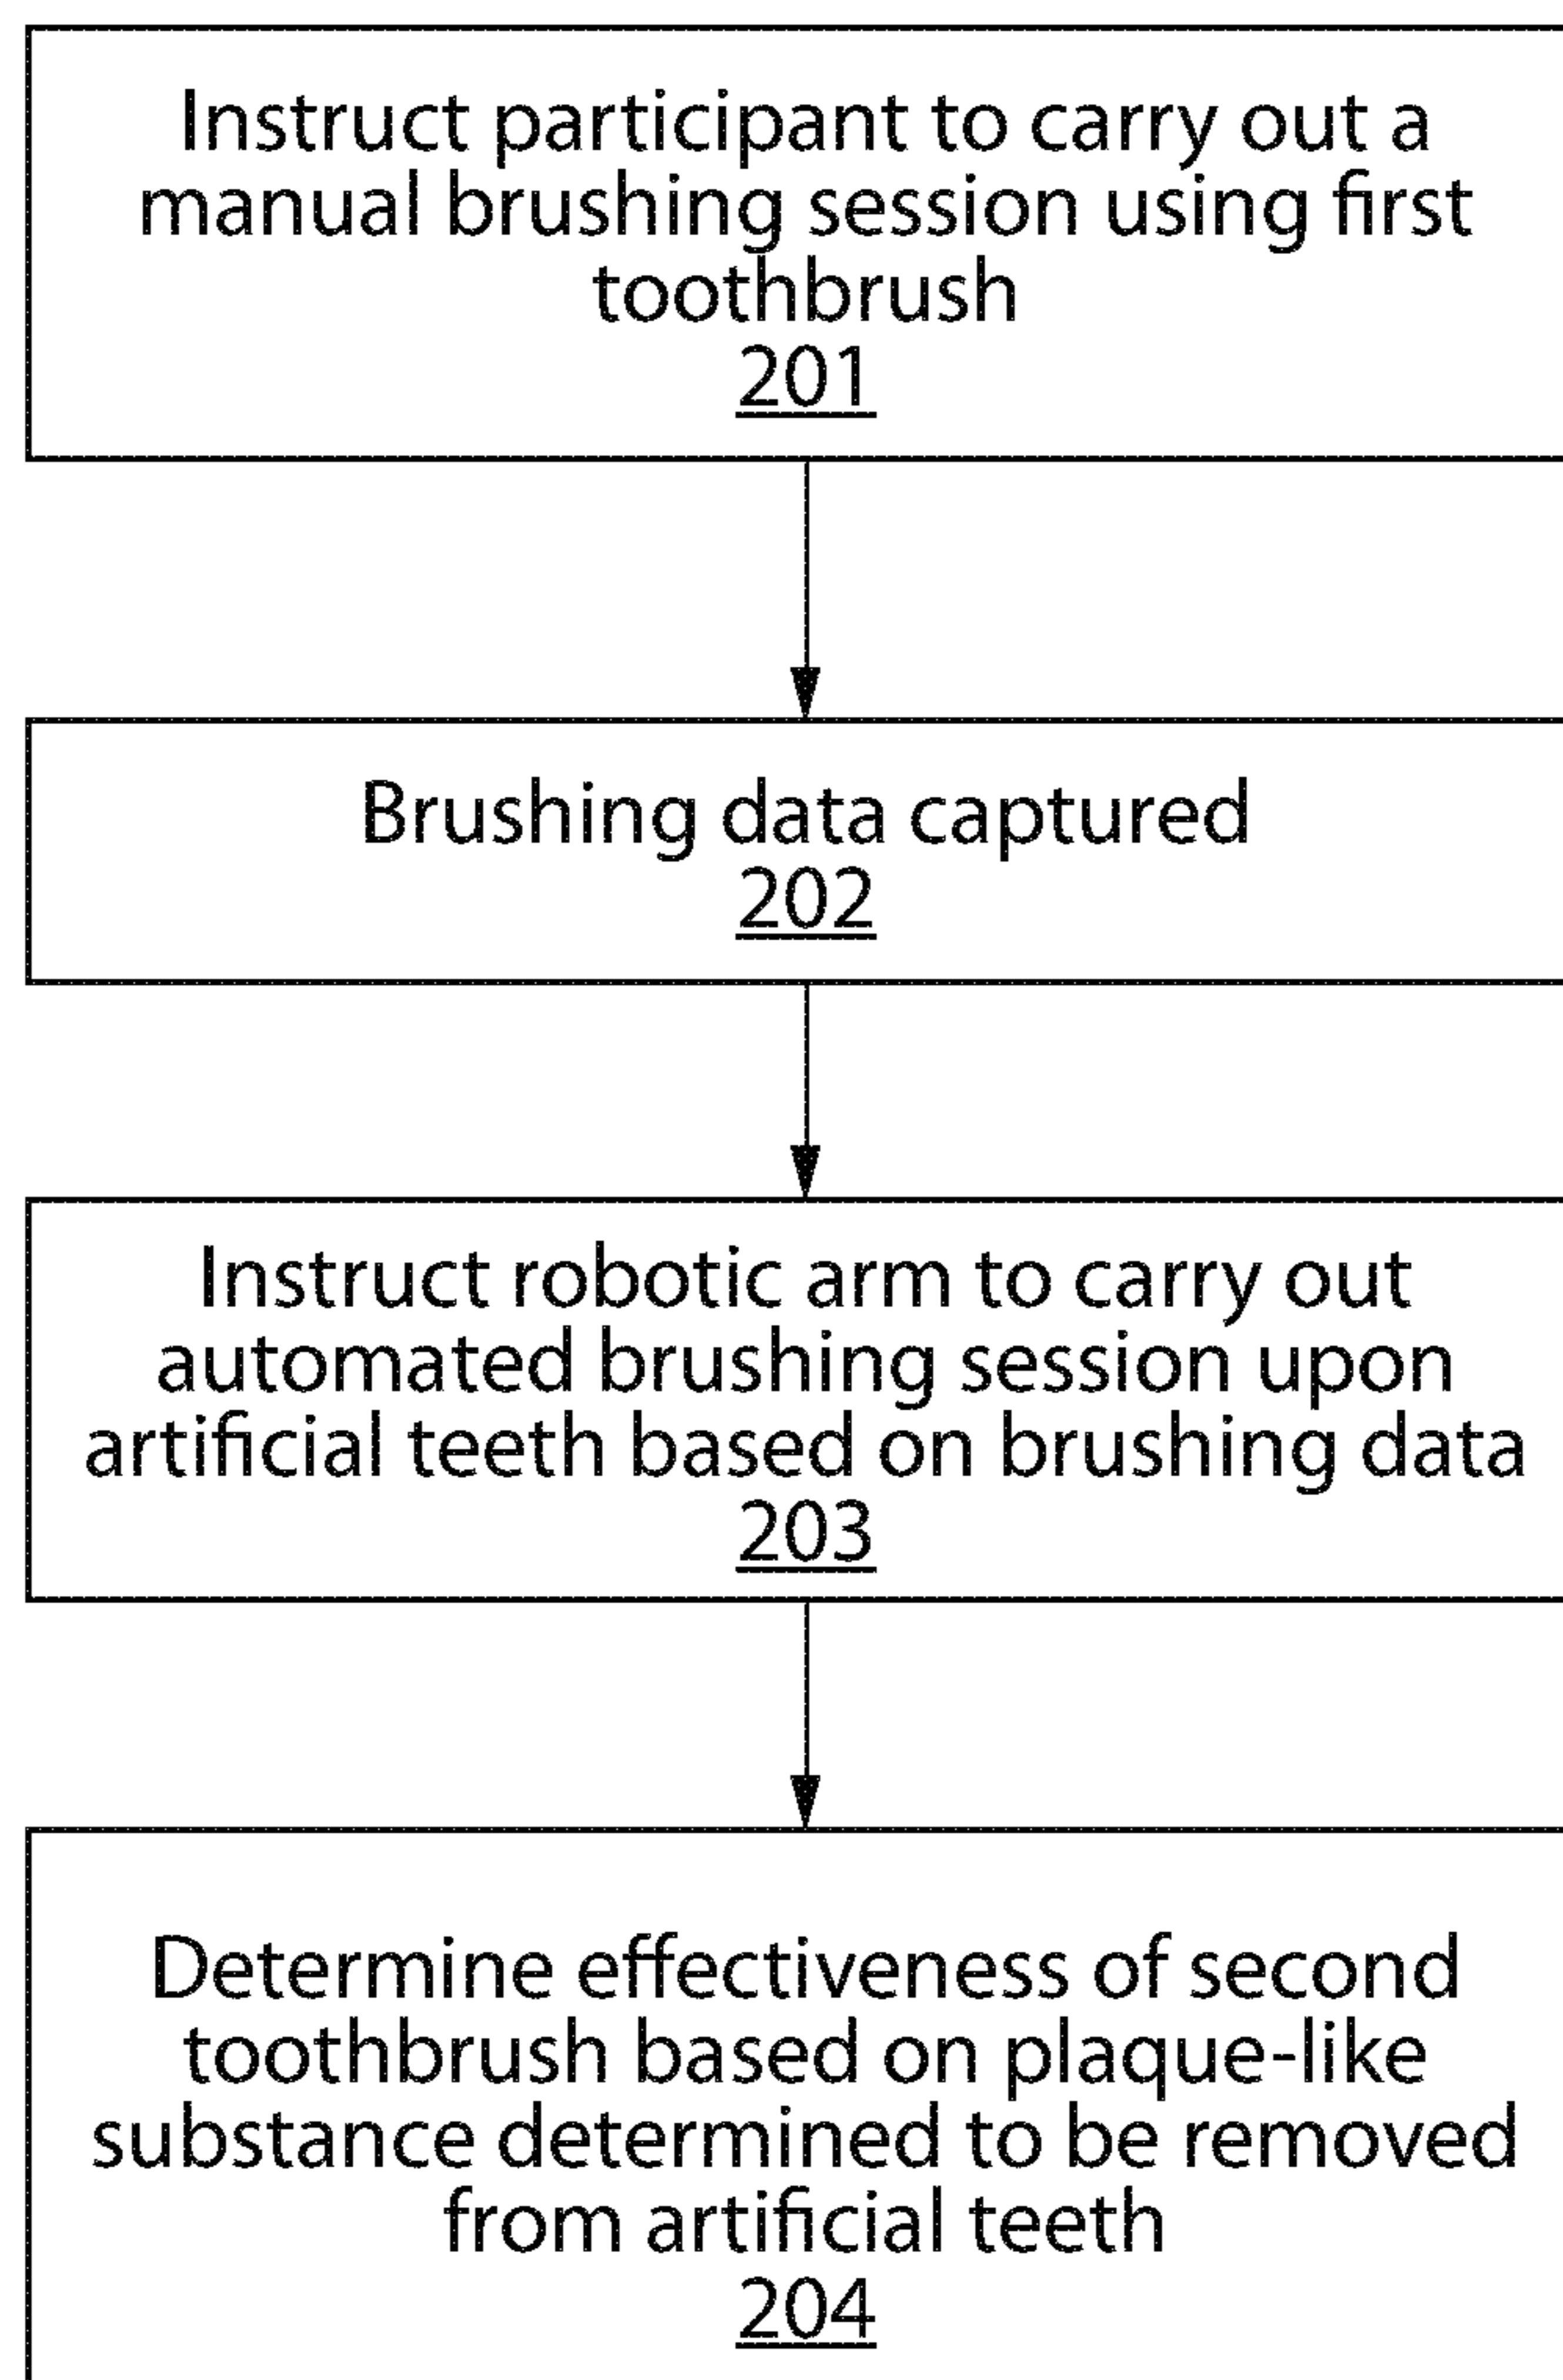 Instruct participant to carry out a
manual brushing session using first
toothbrush
201
Brushing data captured
202
Instruct robotic arm to carry out
automated brushing session upon
artificial teeth based on brushing data
203
Determine effectiveness of second
toothbrush based on plaque-like
substance determined to be removed
from artificial teeth
204